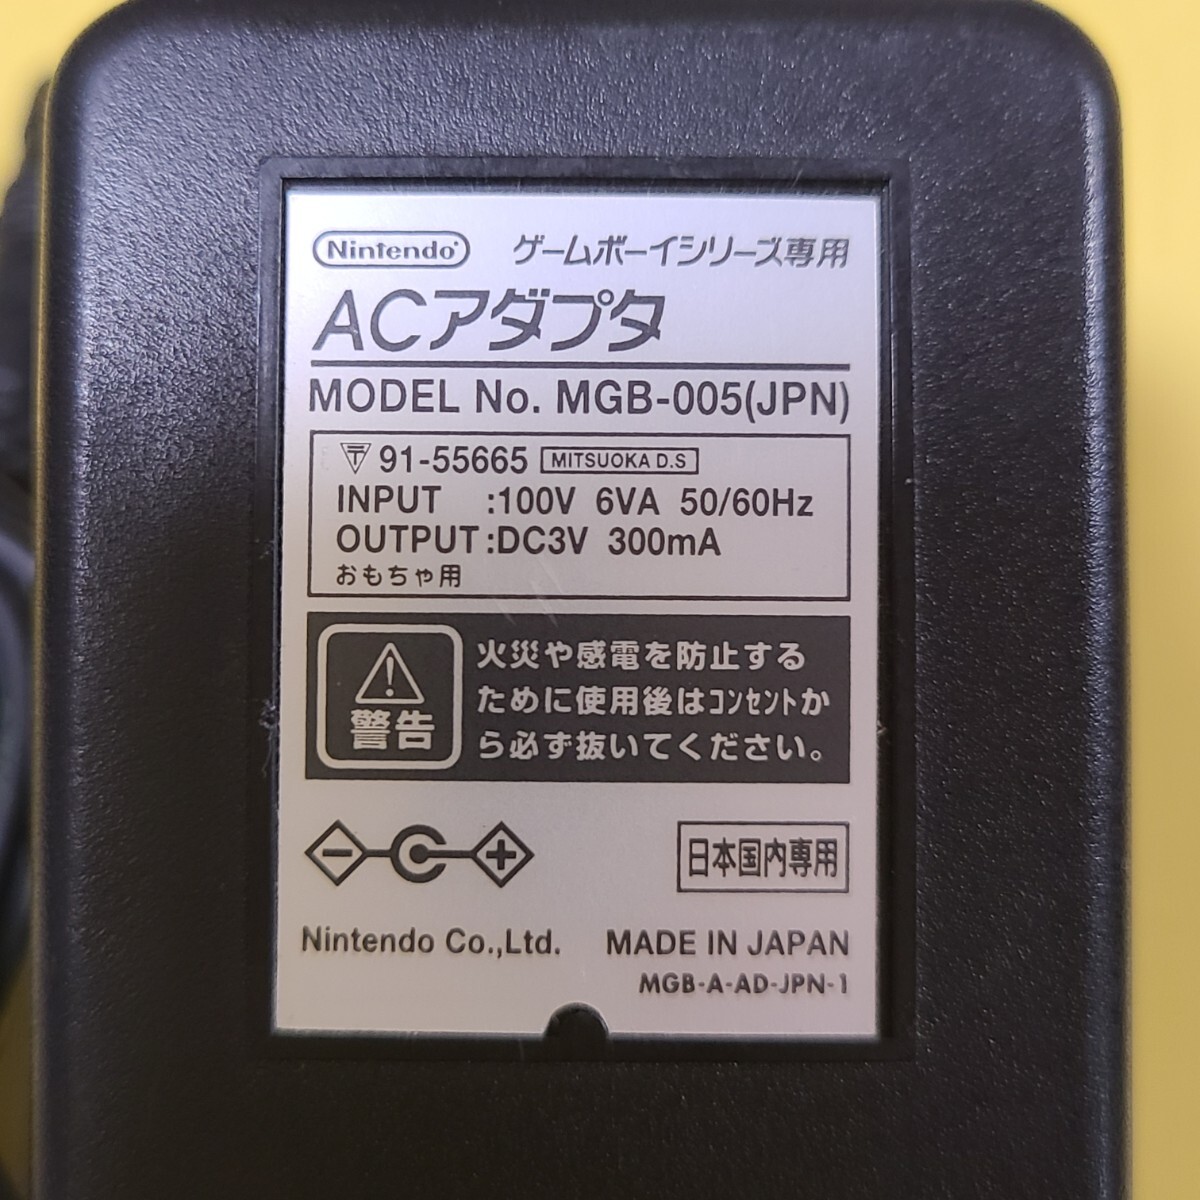 Nintendo ゲームボーイシリーズ専用
ACアダプタ
MODEL No. MGB-005(JPN)
〒 91-55665 MITSUOKA D.S
INPUT :100V 6VA 50/60Hz
OUTPUT:DC3V 300mA
おもちゃ用
警告
火災や感電を防止する
ために使用後はコンセントか
ら必ず抜いてください。
日本国内専用
Nintendo Co.,Ltd. MADE IN JAPAN
MGB-A-AD-JPN-1